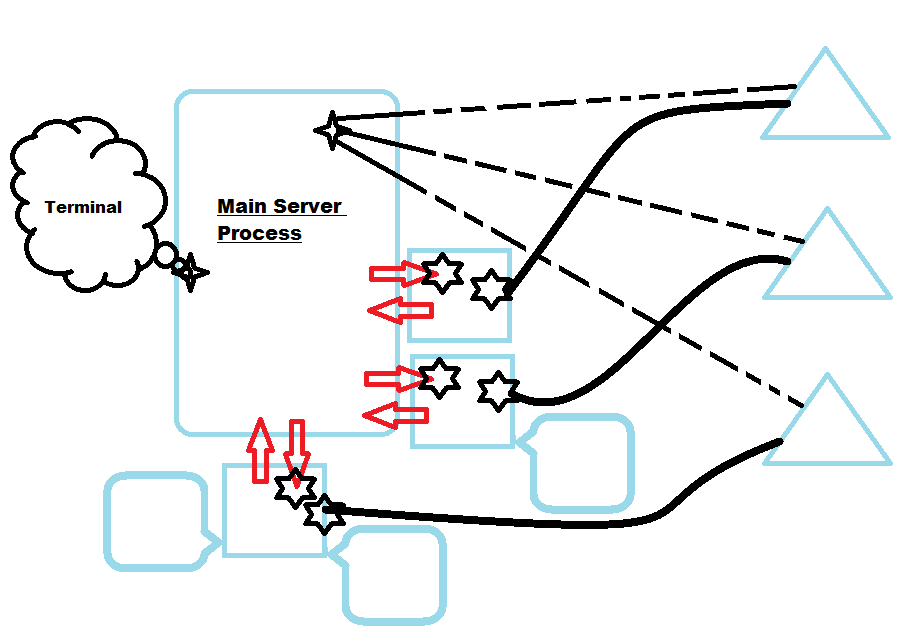 Terminal
Main Server
Process